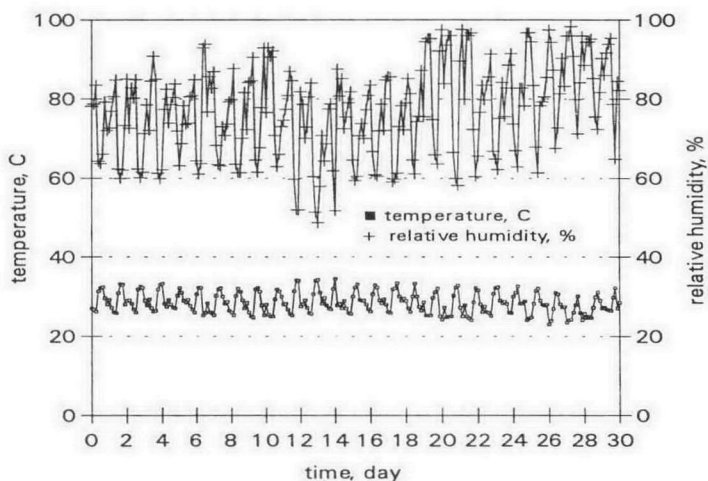 100
80
60
40
20
0
temperature, C
100
80
60
40
20
0
relative humidity, %
temperature, C
relative humidity, %
0 2 4 6 8 10 12 14 16 18 20 22 24 26 28 30
time, day